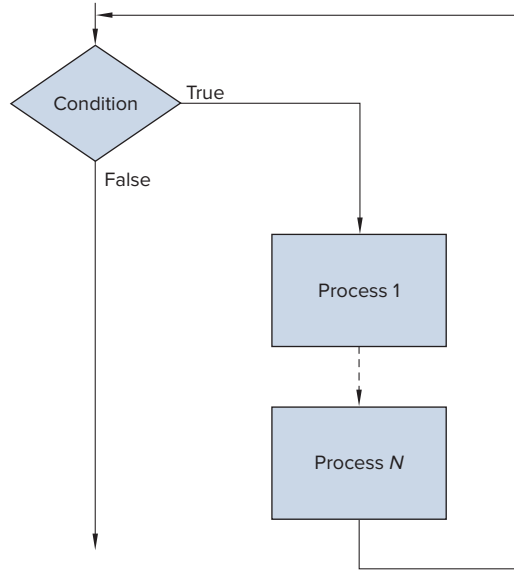 Condition
True
False
Process 1
Process N